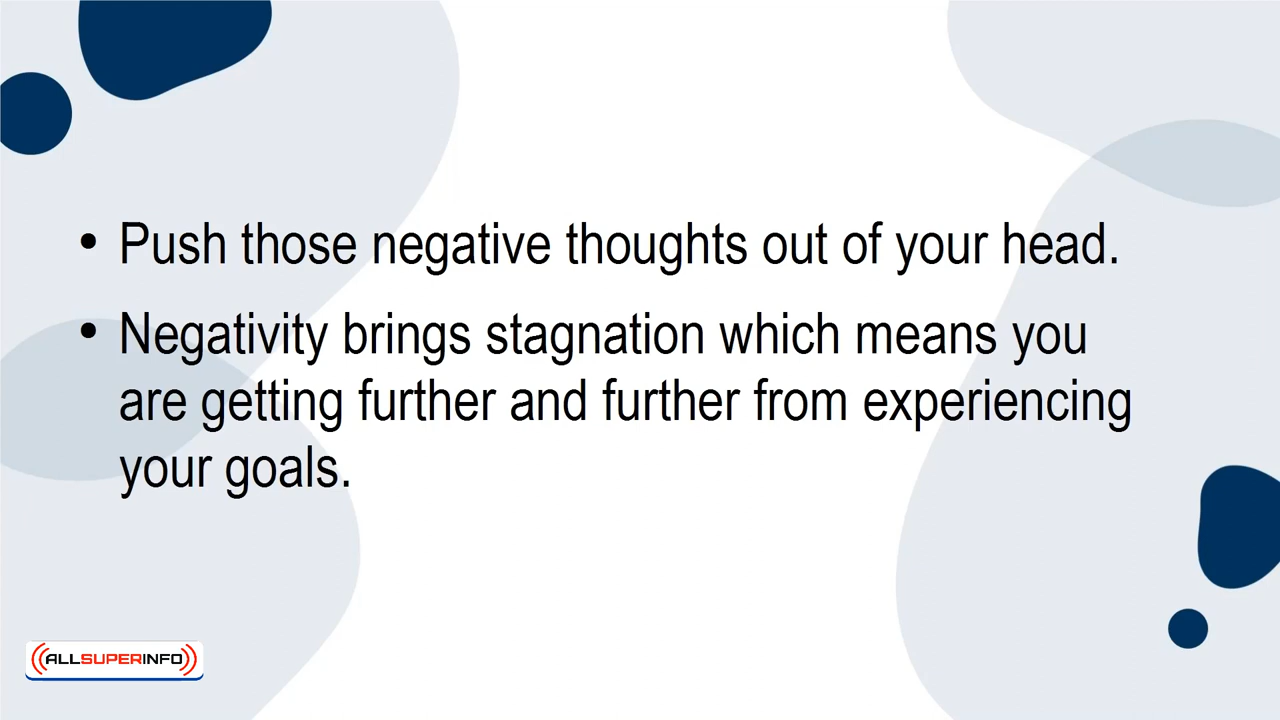 • Push those negative thoughts out of your head.
• Negativity brings stagnation which means you
are getting further and further from experiencing
your goals.
ALLSUPERINFO